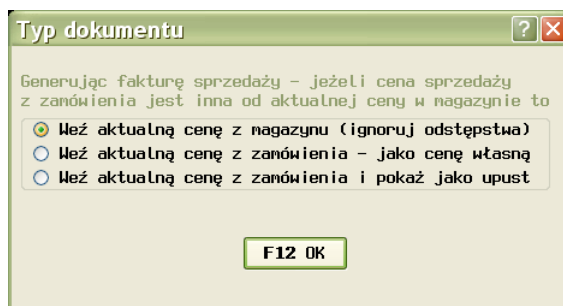 Typ dokumentu
Generując fakturę sprzedaży - jeżeli cena sprzedaży
z zamówienia jest inna od aktualnej ceny w magazynie to
Weź aktualną cenę z magazynu (ignoruj odstępstwa)
Weź aktualną cenę z zamówienia - jako cenę własną
Weź aktualną cenę z zamówienia i pokaż jako upust
F12 OK